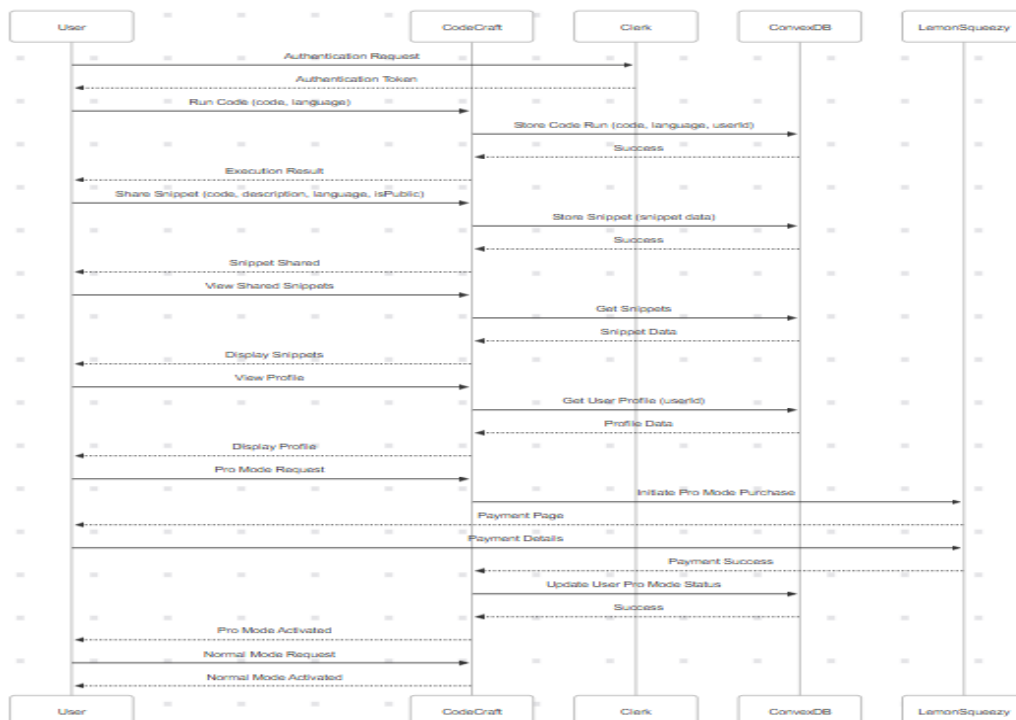 User CodeCraft Clerk ConvexDB LemonSqueezy
Authentication Request
Authentication Token
Run Code (code, language)
Store Code Run (code, language, userId)
Success
Execution Result
Share Snippet (code, description, language, isPublic)
Store Snippet (snippet data)
Success
Snippet Shared
View Shared Snippets
Get Snippets
Snippet Data
Display Snippets
View Profile
Get User Profile (userId)
Profile Data
Display Profile
Pro Mode Request
Initiate Pro Mode Purchase
Payment Page
Payment Details
Payment Success
Update User Pro Mode Status
Success
Pro Mode Activated
Normal Mode Request
Normal Mode Activated
User CodeCraft Clerk ConvexDB LemonSqueezy